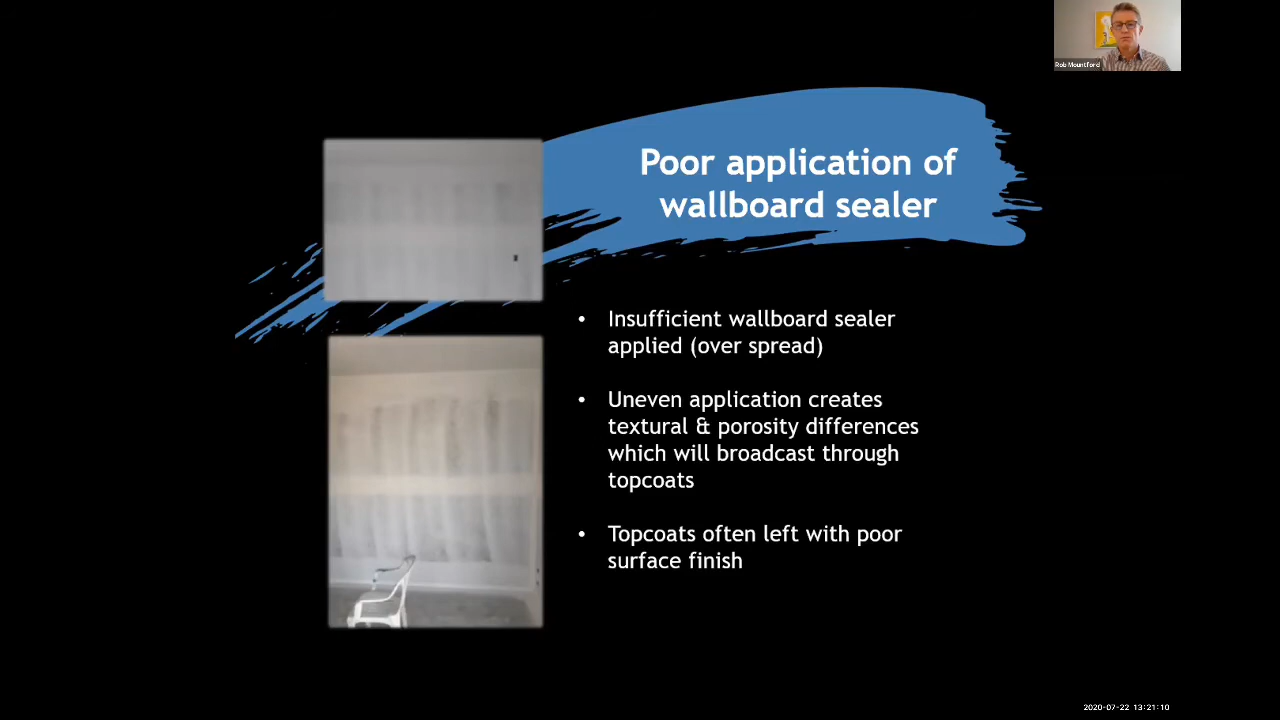 Rob Mountford
Poor application of
wallboard sealer
• Insufficient wallboard sealer
applied (over spread)
• Uneven application creates
textural & porosity differences
which will broadcast through
topcoats
• Topcoats often left with poor
surface finish
2020-07-22 13:21:10